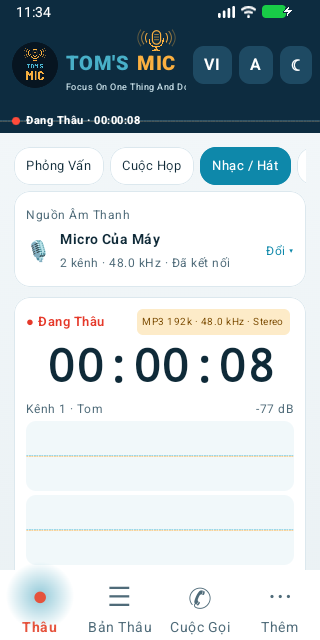 11:34
TOM'S MIC
TOM'S MIC
Focus On One Thing And Do
VI
A
Đang Thâu · 00:00:08
Phỏng Vấn
Cuộc Họp
Nhạc / Hát
Nguồn Âm Thanh
Micro Của Máy
2 kênh · 48.0 kHz · Đã kết nối
Đổi
Đang Thâu
MP3 192k · 48.0 kHz · Stereo
00:00:08
Kênh 1 · Tom
-77 dB
Thâu
Bản Thâu
Cuộc Gọi
Thêm